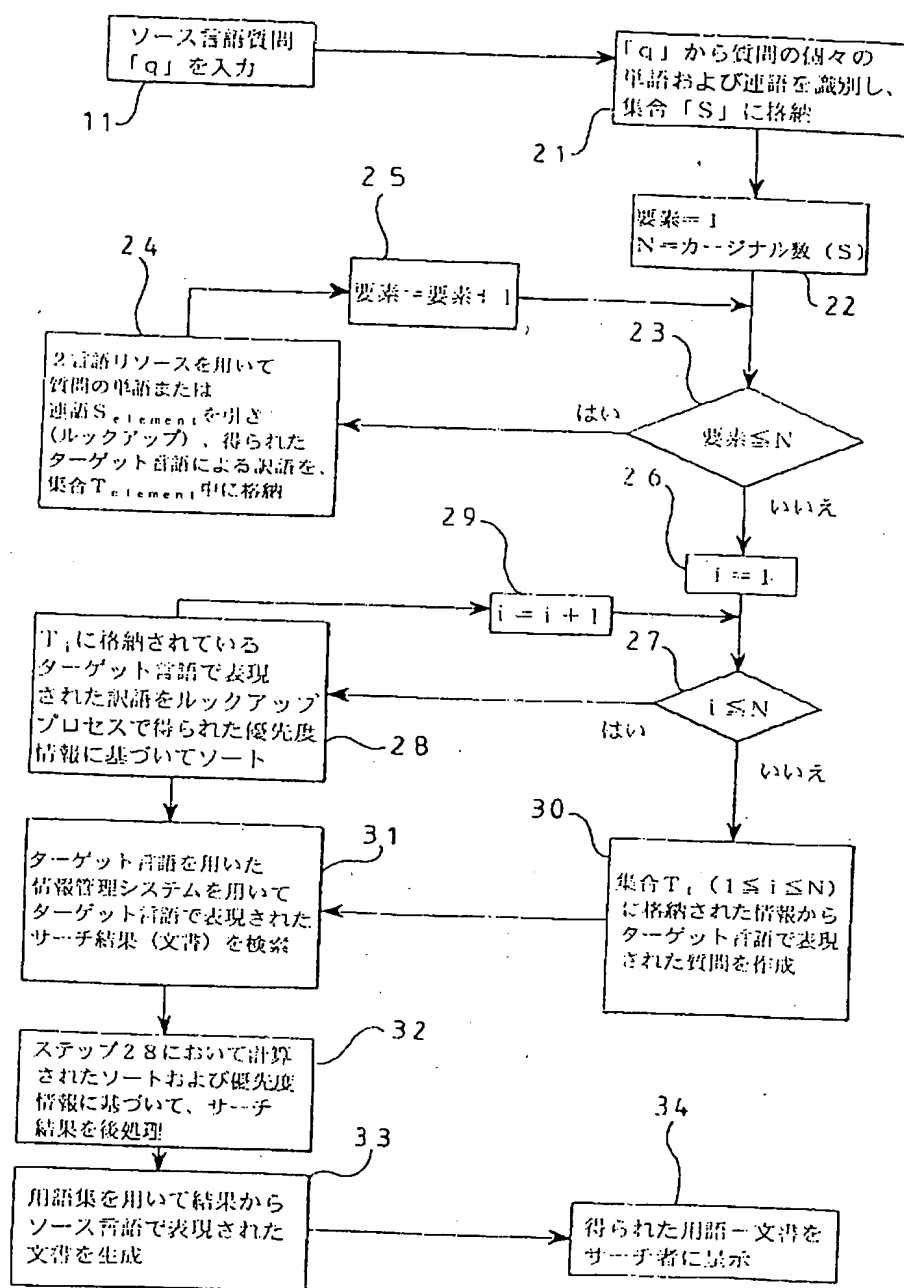 ソース言語質問
「q」を入力
11
「q」から質問の個々の
単語および連語を識別し、
集合「S」に格納
21
要素＝1
N＝カージナル数（S）
22
25
要素＝要素＋1
24
2言語リソースを用いて
質問の単語または
連語Selementを引き
（ルックアップ）、得られた
ターゲット言語による訳語を、
集合Telement中に格納
23
はい
要素≦N
いいえ
26
i＝1
29
i＝i＋1
27
i≦N
はい
いいえ
Tiに格納されている
ターゲット言語で表現
された訳語をルックアップ
プロセスで得られた優先度
情報に基づいてソート
28
30
集合Ti（1≦i≦N）
に格納された情報から
ターゲット言語で表現
された質問を作成
31
ターゲット言語を用いた
情報管理システムを用いて
ターゲット言語で表現された
サーチ結果（文書）を検索
32
ステップ28において計算
されたソートおよび優先度
情報に基づいて、サーチ
結果を後処理
33
用語集を用いて結果から
ソース言語で表現された
文書を生成
34
得られた用語－文書を
サーチ者に呈示